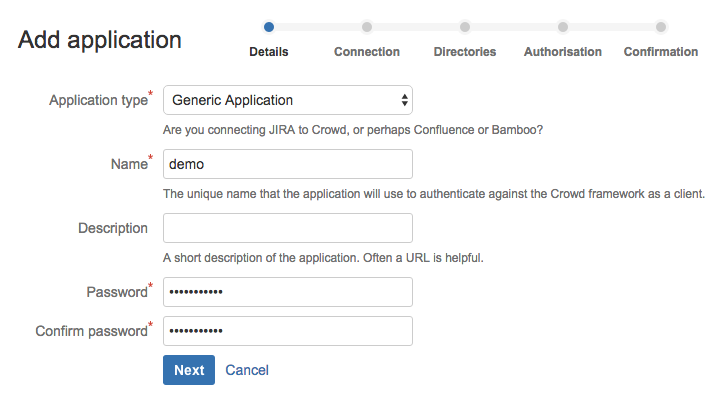 Add application
Details Connection Directories Authorisation Confirmation
Application type* Generic Application
Are you connecting JIRA to Crowd, or perhaps Confluence or Bamboo?
Name* demo
The unique name that the application will use to authenticate against the Crowd framework as a client.
Description
A short description of the application. Often a URL is helpful.
Password* •••••••••••
Confirm password* •••••••••••
Next Cancel